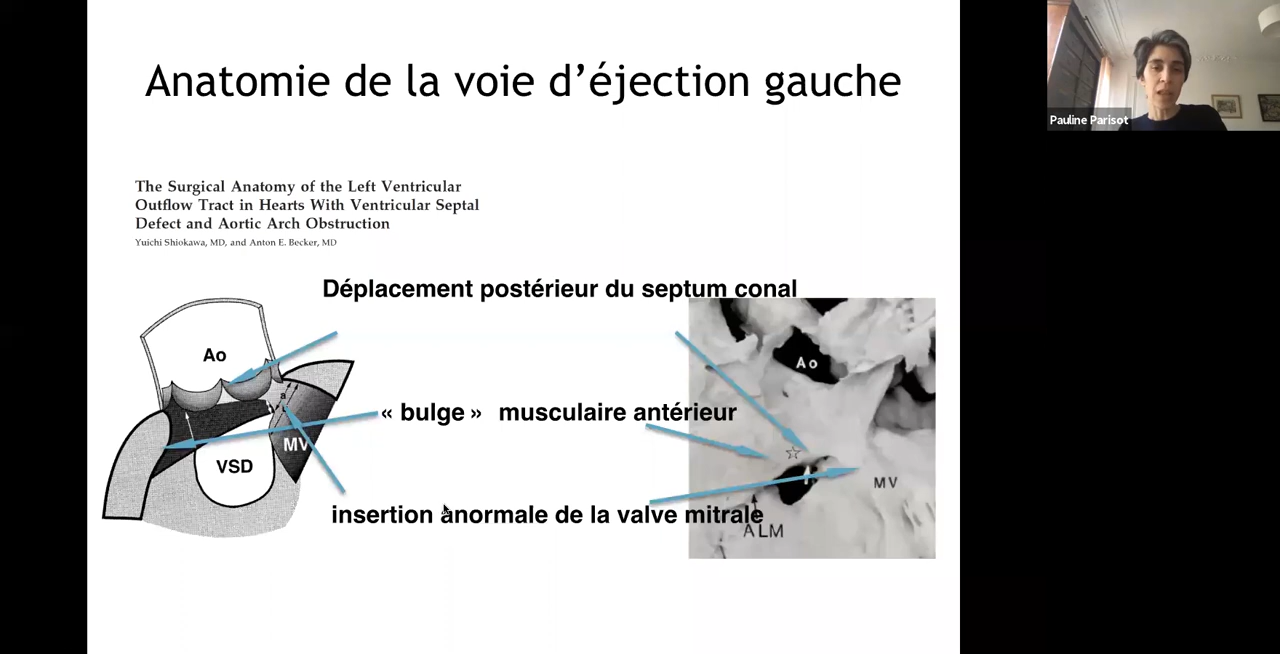 Anatomie de la voie d’éjection gauche
Pauline Parisot
The Surgical Anatomy of the Left Ventricular
Outflow Tract in Hearts With Ventricular Septal
Defect and Aortic Arch Obstruction
Yuichi Shiokawa, MD, and Anton E. Becker, MD
Déplacement postérieur du septum conal
Ao
Ao
a
« bulge » musculaire antérieur
MV
VSD
MV
insertion anormale de la valve mitrale
ALM